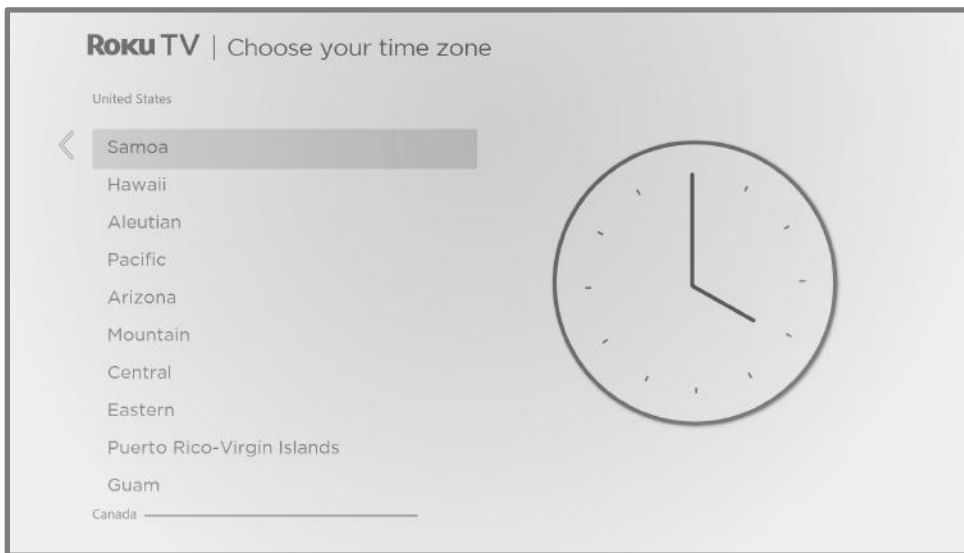 Roku TV | Choose your time zone
United States
Samoa
Hawaii
Aleutian
Pacific
Arizona
Mountain
Central
Eastern
Puerto Rico-Virgin Islands
Guam
Canada